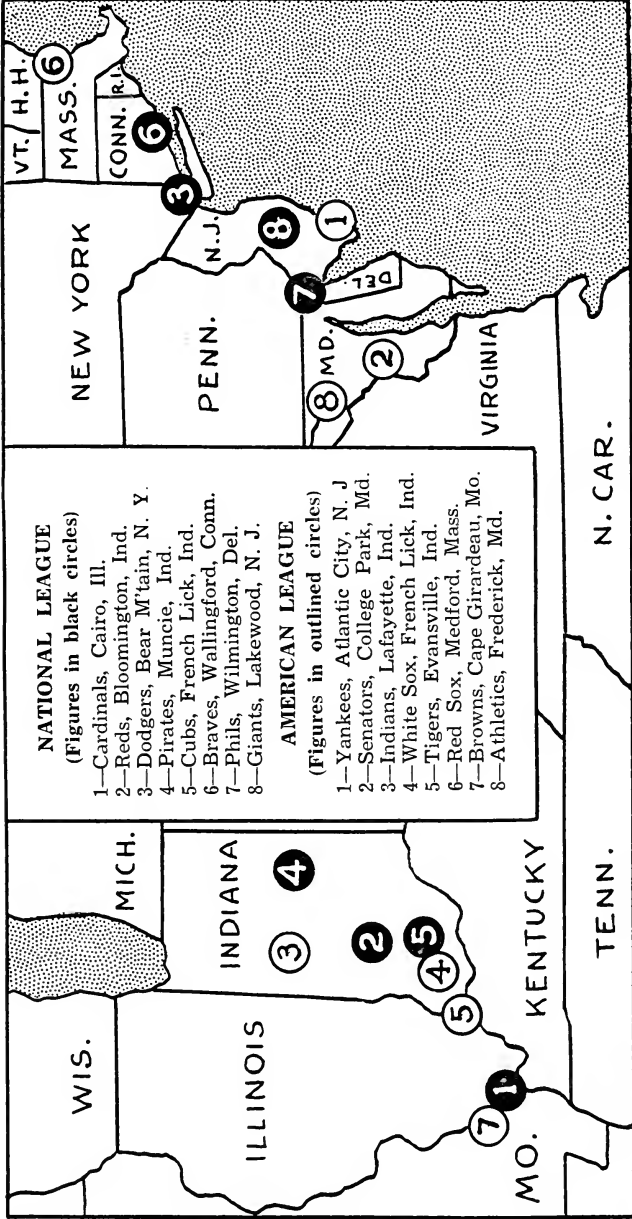 WIS.
MICH.
ILLINOIS
INDIANA
3
4
2
5
4
5
7
1
MO.
KENTUCKY
TENN.
NATIONAL LEAGUE
(Figures in black circles)
1—Cardinals, Cairo, Ill.
2—Reds, Bloomington, Ind.
3—Dodgers, Bear M'tain, N. Y.
4—Pirates, Muncie, Ind.
5—Cubs, French Lick, Ind.
6—Braves, Wallingford, Conn.
7—Phils, Wilmington, Del.
8—Giants, Lakewood, N. J.
AMERICAN LEAGUE
(Figures in outlined circles)
1—Yankees, Atlantic City, N. J
2—Senators, College Park, Md.
3—Indians, Lafayette, Ind.
4—White Sox, French Lick, Ind.
5—Tigers, Evansville, Ind.
6—Red Sox, Medford, Mass.
7—Browns, Cape Girardeau, Mo.
8—Athletics, Frederick, Md.
VT. H.H.
NEW YORK
MASS.
6
CONN. R.I.
6
3
PENN.
N.J.
8
1
7
MD.
DEL.
8
2
VIRGINIA
N. CAR.